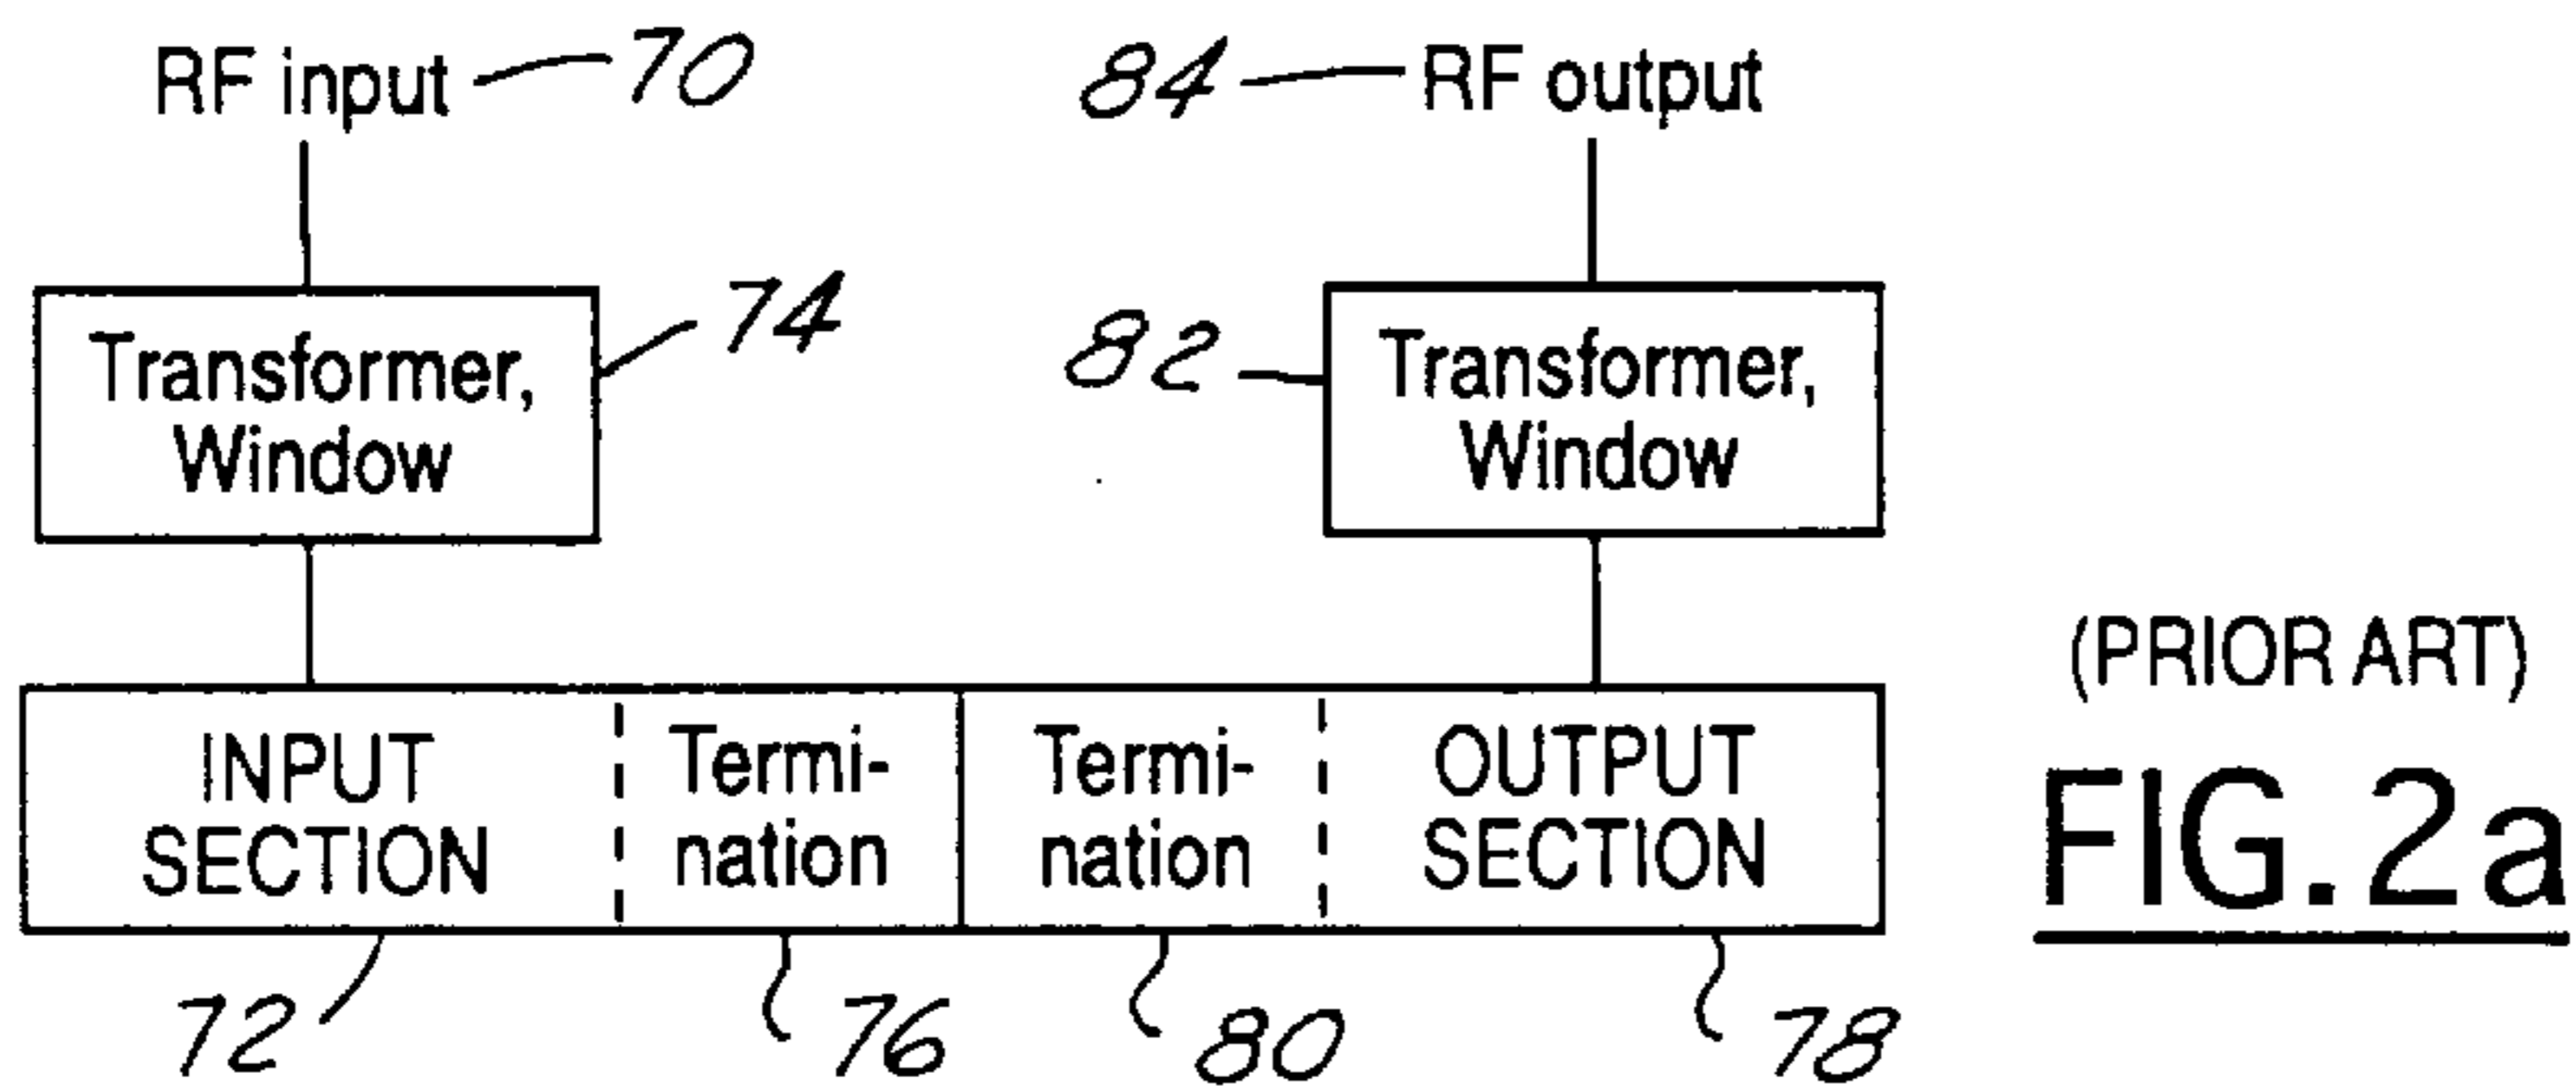 RF input 70
84 RF output
Transformer,
Window
74
82
Transformer,
Window
INPUT
SECTION
Termi-
nation
Termi-
nation
OUTPUT
SECTION
72
76
80
78
(PRIOR ART)
FIG. 2a